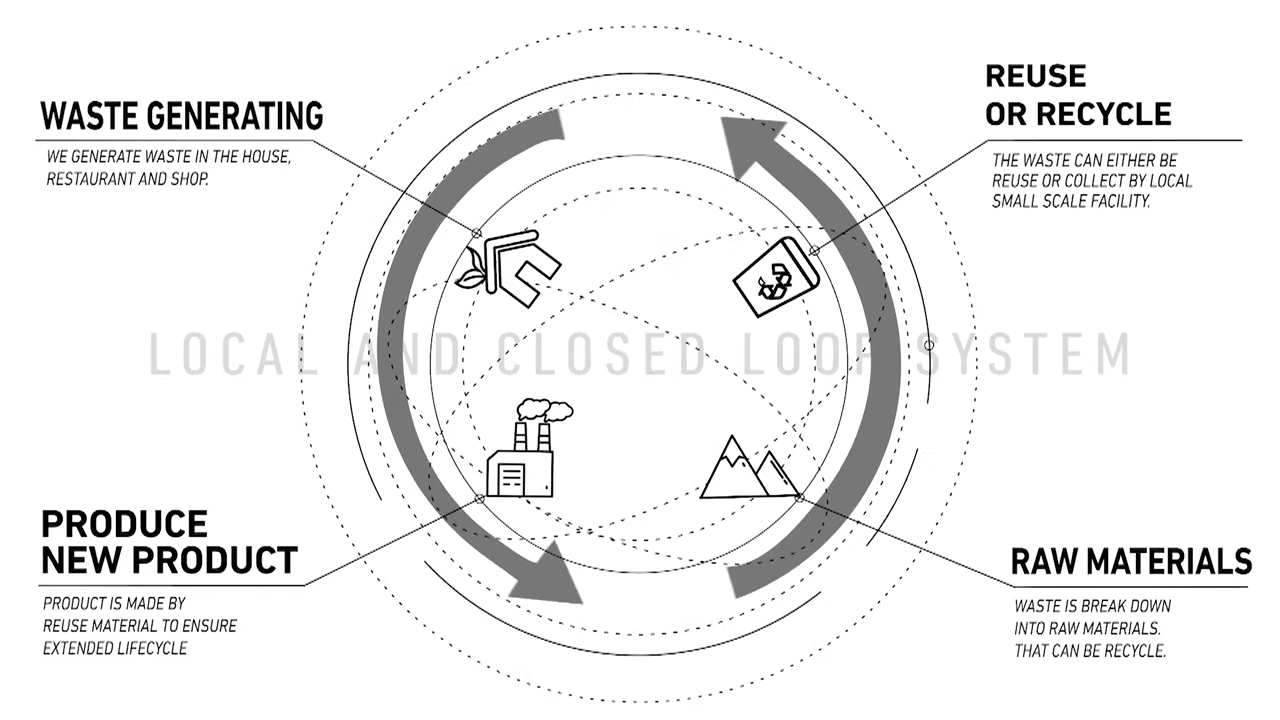 WASTE GENERATING
WE GENERATE WASTE IN THE HOUSE,
RESTAURANT AND SHOP.
REUSE
OR RECYCLE
THE WASTE CAN EITHER BE
REUSE OR COLLECT BY LOCAL
SMALL SCALE FACILITY.
LOCAL AND CLOSED LOOP SYSTEM
PRODUCE
NEW PRODUCT
PRODUCT IS MADE BY
REUSE MATERIAL TO ENSURE
EXTENDED LIFECYCLE
RAW MATERIALS
WASTE IS BREAK DOWN
INTO RAW MATERIALS.
THAT CAN BE RECYCLE.